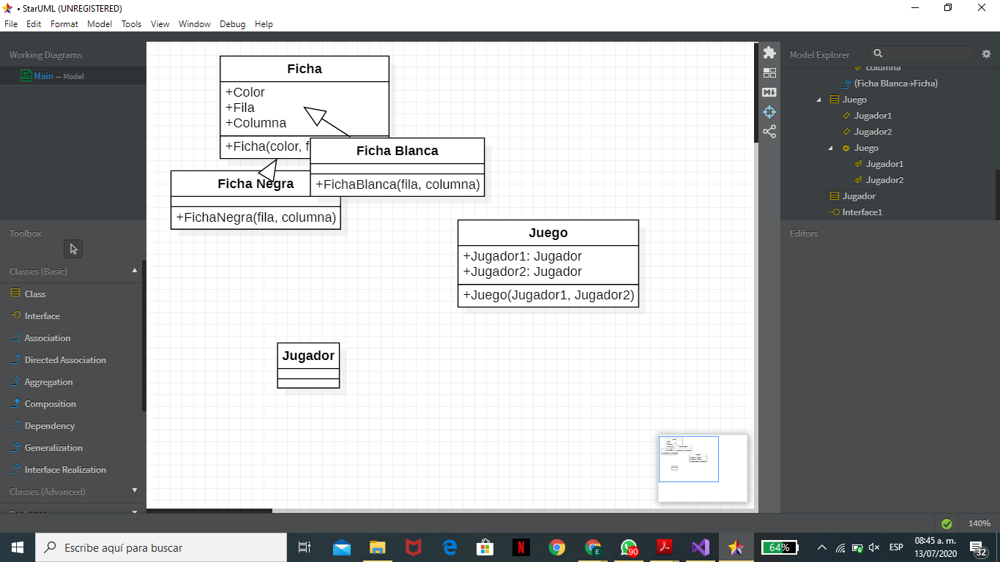 • StarUML (UNREGISTERED)
File Edit Format Model Tools View Window Debug Help
Working Diagrams
Main — Model
Toolbox
Classes (Basic)
Class
Interface
Association
Directed Association
Aggregation
Composition
Dependency
Generalization
Interface Realization
Classes (Advanced)
Ficha
+Color
+Fila
+Columna
+Ficha(color, f
Ficha Blanca
+FichaBlanca(fila, columna)
Ficha Negra
+FichaNegra(fila, columna)
Juego
+Jugador1: Jugador
+Jugador2: Jugador
+Juego(Jugador1, Jugador2)
Jugador
Model Explorer
columna
(Ficha Blanca→Ficha)
Juego
Jugador1
Jugador2
Juego
Jugador1
Jugador2
Jugador
Interface1
Editors
140%
Escribe aquí para buscar
90
64%
ESP
08:45 a. m.
13/07/2020
32